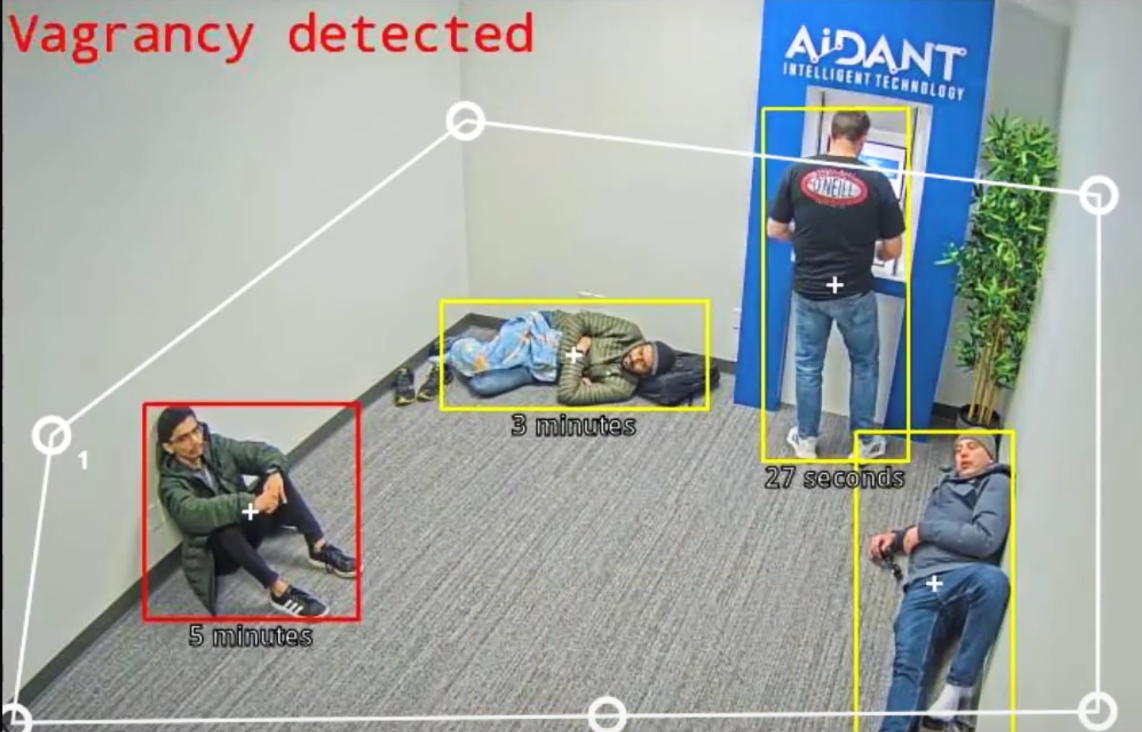 Vagrancy detected
AiDANT
INTELLIGENT TECHNOLOGY
O'NEILL
3 minutes
27 seconds
1
5 minutes